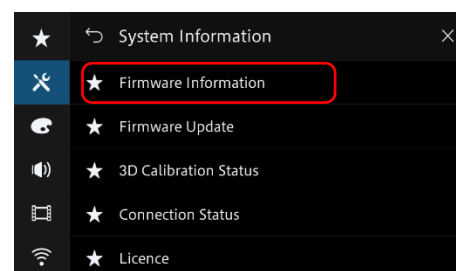 System Information
Firmware Information
Firmware Update
3D Calibration Status
Connection Status
Licence